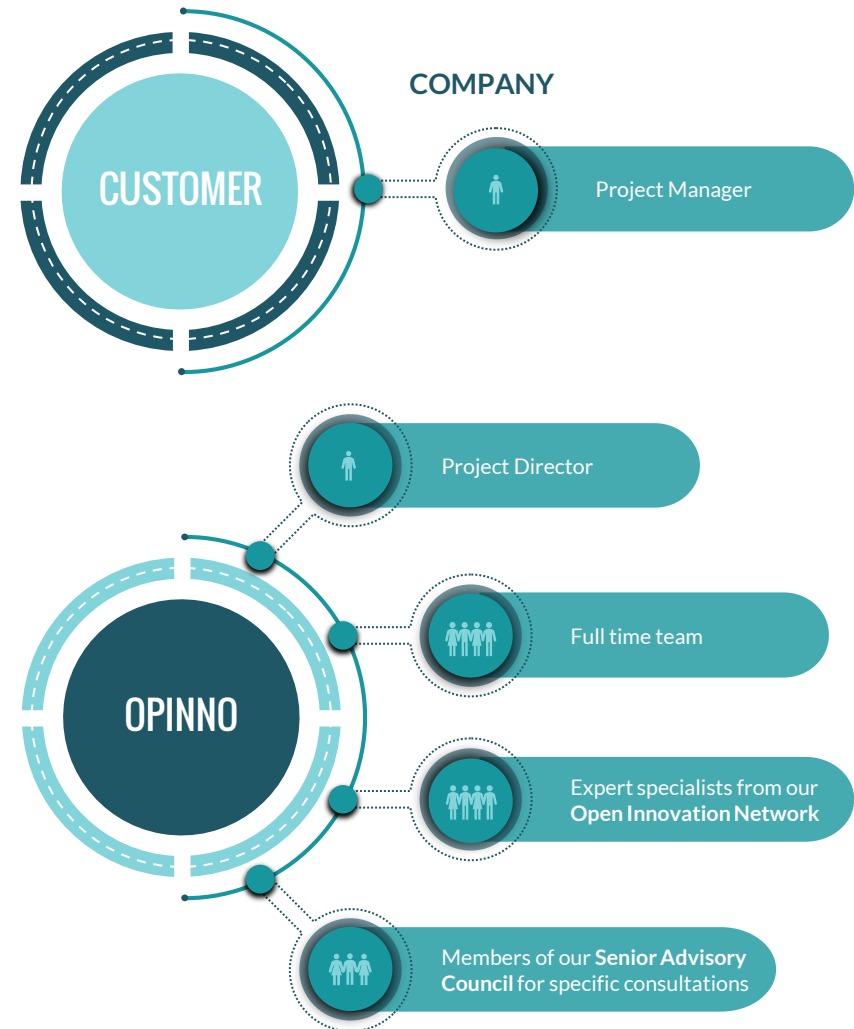 COMPANY
CUSTOMER
Project Manager
Project Director
Full time team
OPINNO
Expert specialists from our
Open Innovation Network
Members of our Senior Advisory
Council for specific consultations